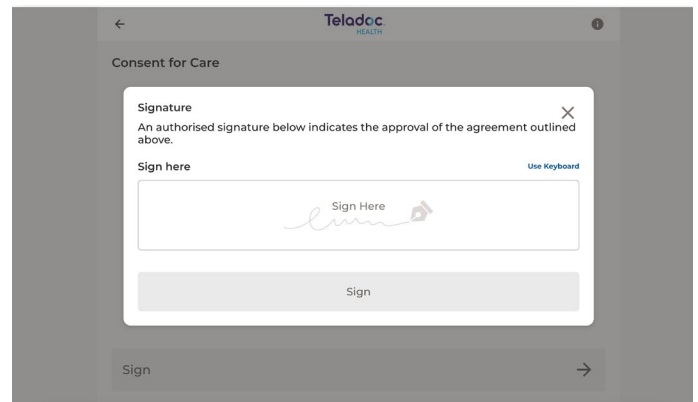 Teladoc
HEALTH
Consent for Care
Signature
An authorised signature below indicates the approval of the agreement outlined
above.
Sign here
Use Keyboard
Sign Here
Sign
Sign